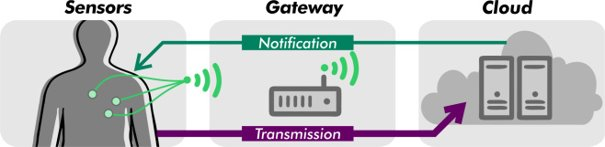 Sensors
Gateway
Cloud
Notification
Transmission